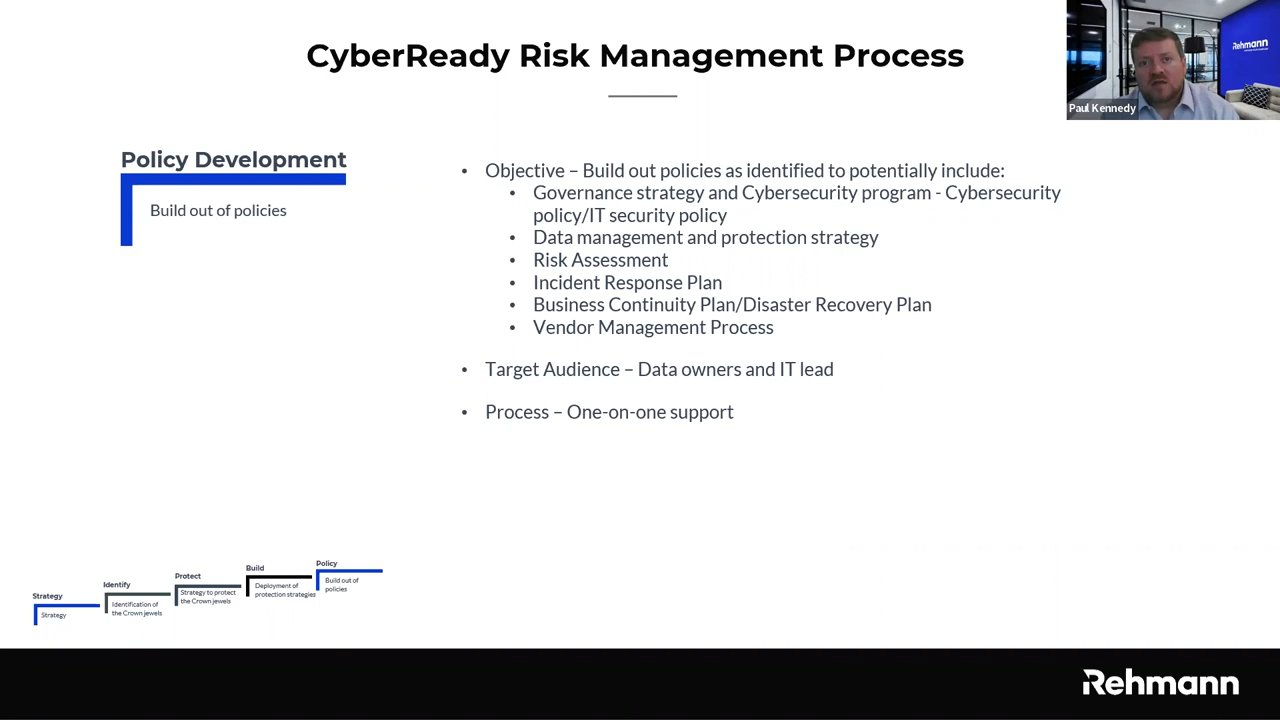 CyberReady Risk Management Process
Rehmann
Paul Kennedy
Policy Development
Build out of policies
• Objective – Build out policies as identified to potentially include:
• Governance strategy and Cybersecurity program - Cybersecurity
policy/IT security policy
• Data management and protection strategy
• Risk Assessment
• Incident Response Plan
• Business Continuity Plan/Disaster Recovery Plan
• Vendor Management Process
• Target Audience – Data owners and IT lead
• Process – One-on-one support
Strategy
Strategy
Identify
Identification of
the Crown jewels
Protect
Strategy to protect
the Crown jewels
Build
Deployment of
protection strategies
Policy
Build out of
policies
Rehmann